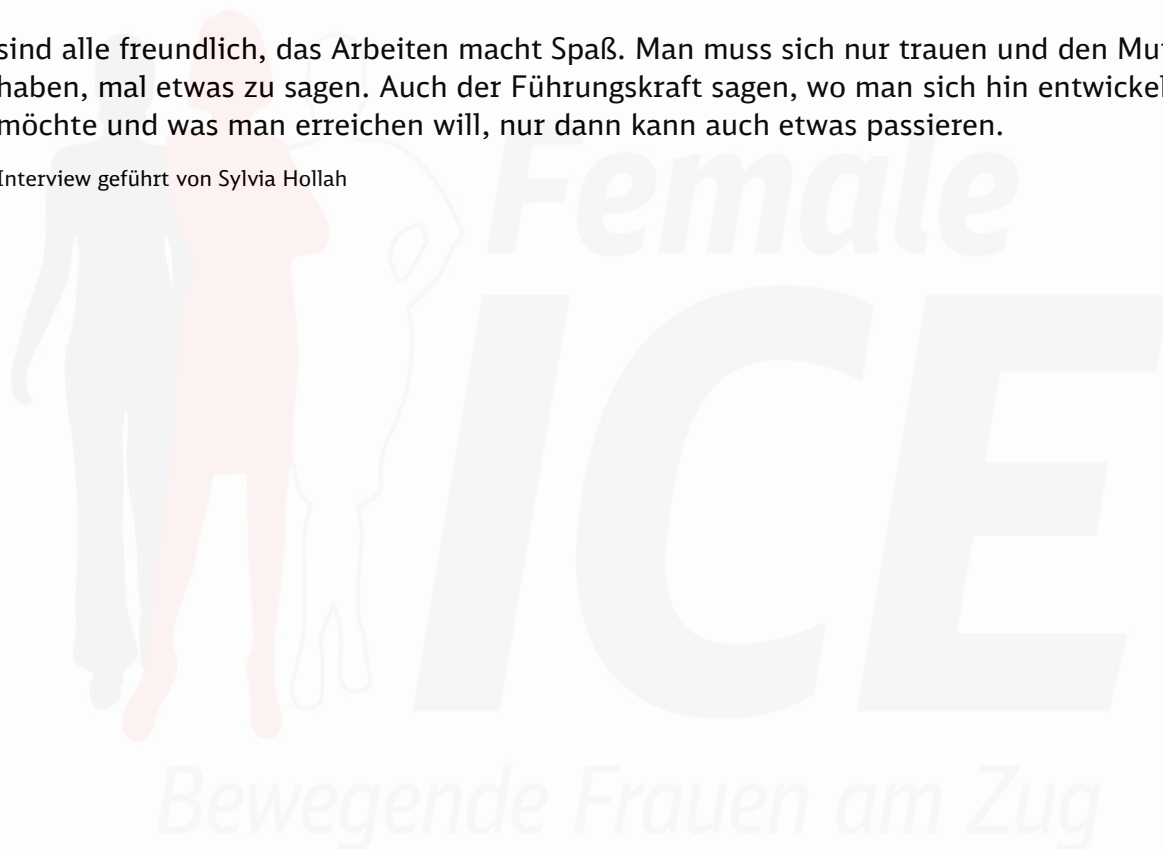 sind alle freundlich, das Arbeiten macht Spaß. Man muss sich nur trauen und den Mu
haben, mal etwas zu sagen. Auch der Führungskraft sagen, wo man sich hin entwickel
möchte und was man erreichen will, nur dann kann auch etwas passieren.
Interview geführt von Sylvia Hollah
Female
ICE
Bewegende Frauen am Zug